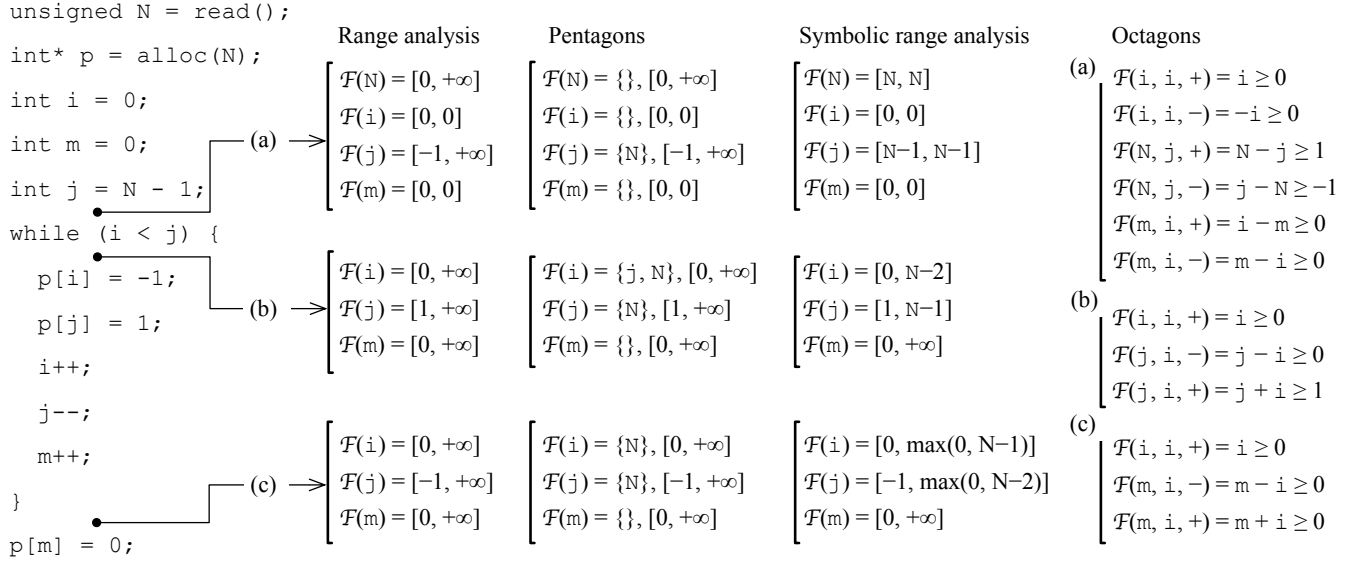 unsigned N = read();
int* p = alloc(N);
int i = 0;
int m = 0;
int j = N - 1;
while (i < j) {
p[i] = -1;
p[j] = 1;
i++;
j--;
m++;
}
p[m] = 0;
(a)
(b)
(c)
Range analysis
ℱ(N) = [0, +∞]
ℱ(i) = [0, 0]
ℱ(j) = [−1, +∞]
ℱ(m) = [0, 0]
ℱ(i) = [0, +∞]
ℱ(j) = [1, +∞]
ℱ(m) = [0, +∞]
ℱ(i) = [0, +∞]
ℱ(j) = [−1, +∞]
ℱ(m) = [0, +∞]
Pentagons
ℱ(N) = {}, [0, +∞]
ℱ(i) = {}, [0, 0]
ℱ(j) = {N}, [−1, +∞]
ℱ(m) = {}, [0, 0]
ℱ(i) = {j, N}, [0, +∞]
ℱ(j) = {N}, [1, +∞]
ℱ(m) = {}, [0, +∞]
ℱ(i) = {N}, [0, +∞]
ℱ(j) = {N}, [−1, +∞]
ℱ(m) = {}, [0, +∞]
Symbolic range analysis
ℱ(N) = [N, N]
ℱ(i) = [0, 0]
ℱ(j) = [N−1, N−1]
ℱ(m) = [0, 0]
ℱ(i) = [0, N−2]
ℱ(j) = [1, N−1]
ℱ(m) = [0, +∞]
ℱ(i) = [0, max(0, N−1)]
ℱ(j) = [−1, max(0, N−2)]
ℱ(m) = [0, +∞]
Octagons
(a)
ℱ(i, i, +) = i ≥ 0
ℱ(i, i, −) = −i ≥ 0
ℱ(N, j, +) = N − j ≥ 1
ℱ(N, j, −) = j − N ≥ −1
ℱ(m, i, +) = i − m ≥ 0
ℱ(m, i, −) = m − i ≥ 0
(b)
ℱ(i, i, +) = i ≥ 0
ℱ(j, i, −) = j − i ≥ 0
ℱ(j, i, +) = j + i ≥ 1
(c)
ℱ(i, i, +) = i ≥ 0
ℱ(m, i, −) = m − i ≥ 0
ℱ(m, i, +) = m + i ≥ 0